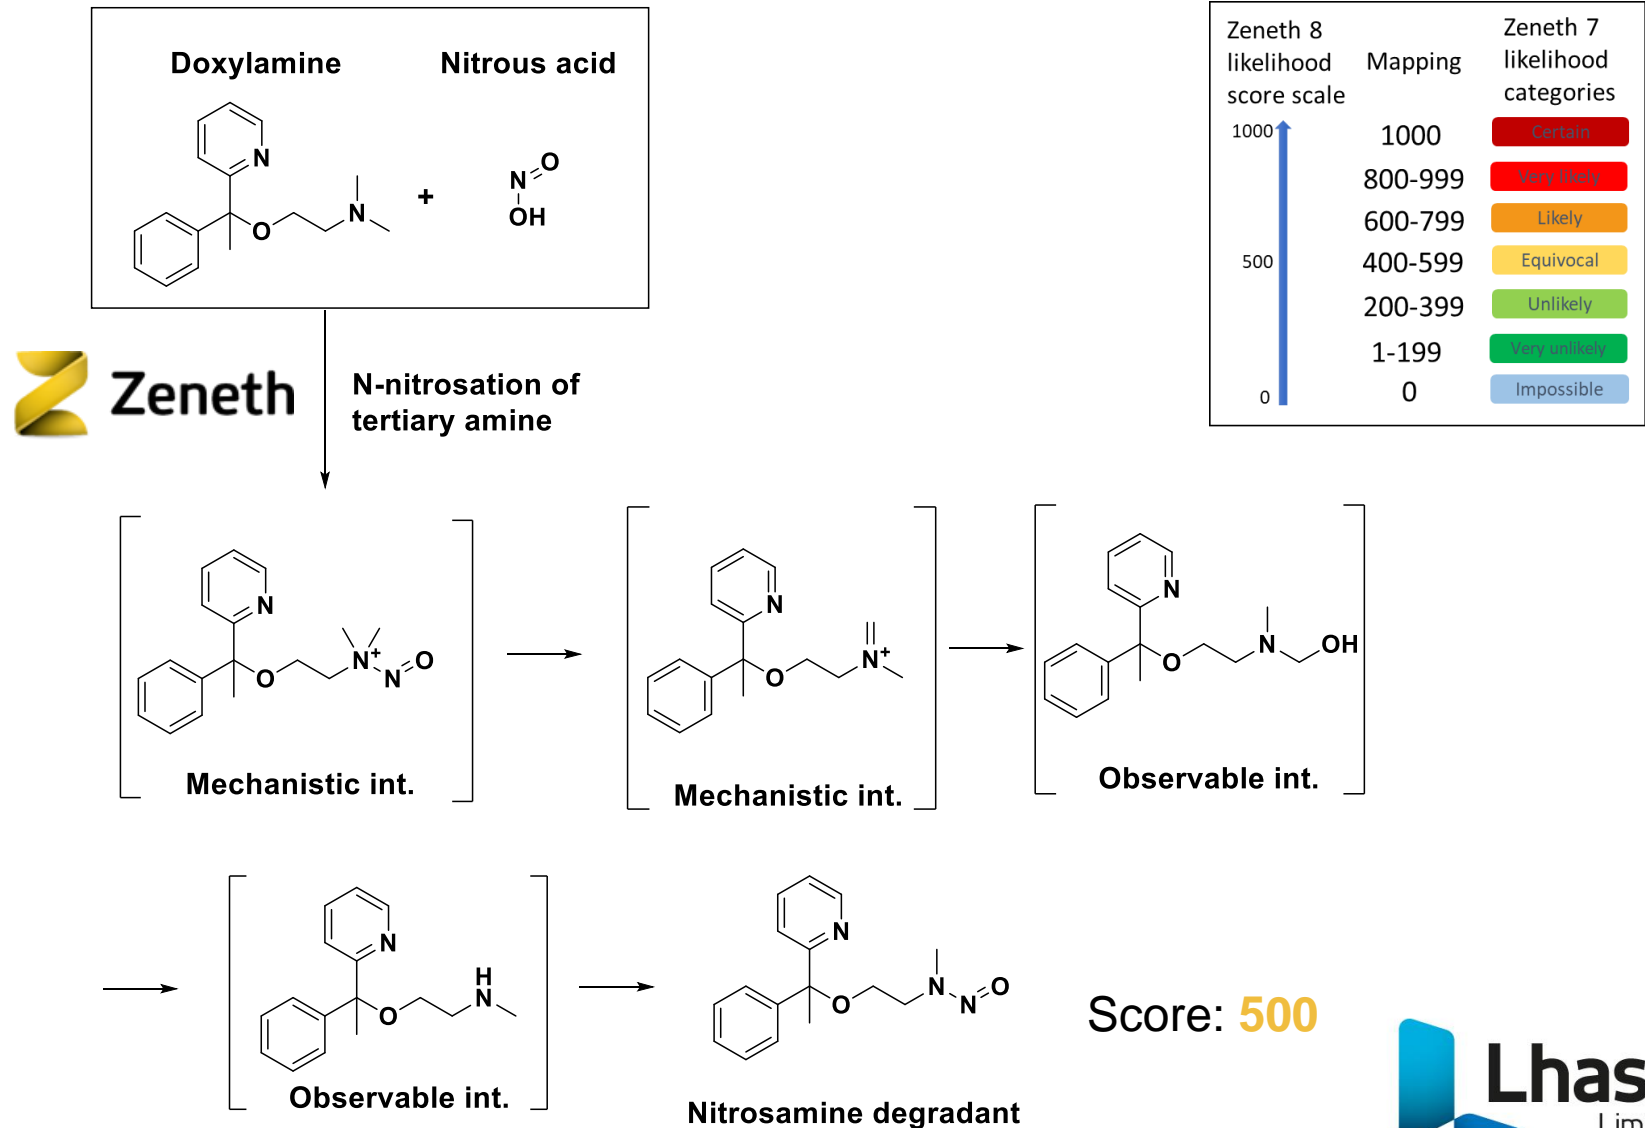 Doxylamine
Nitrous acid
N
O
N
+
N
O
OH
Zeneth 8
likelihood
score scale
Mapping
Zeneth 7
likelihood
categories
1000
1000
Certain
800-999
Very likely
600-799
Likely
500
400-599
Equivocal
200-399
Unlikely
1-199
Very unlikely
0
0
Impossible
Zeneth
N-nitrosation of
tertiary amine
N
O
N+
N
O
Mechanistic int.
N
O
N+
Mechanistic int.
N
O
N
OH
Observable int.
N
O
H
N
Observable int.
N
O
N
N
O
Nitrosamine degradant
Score: 500
Lhas
Lim